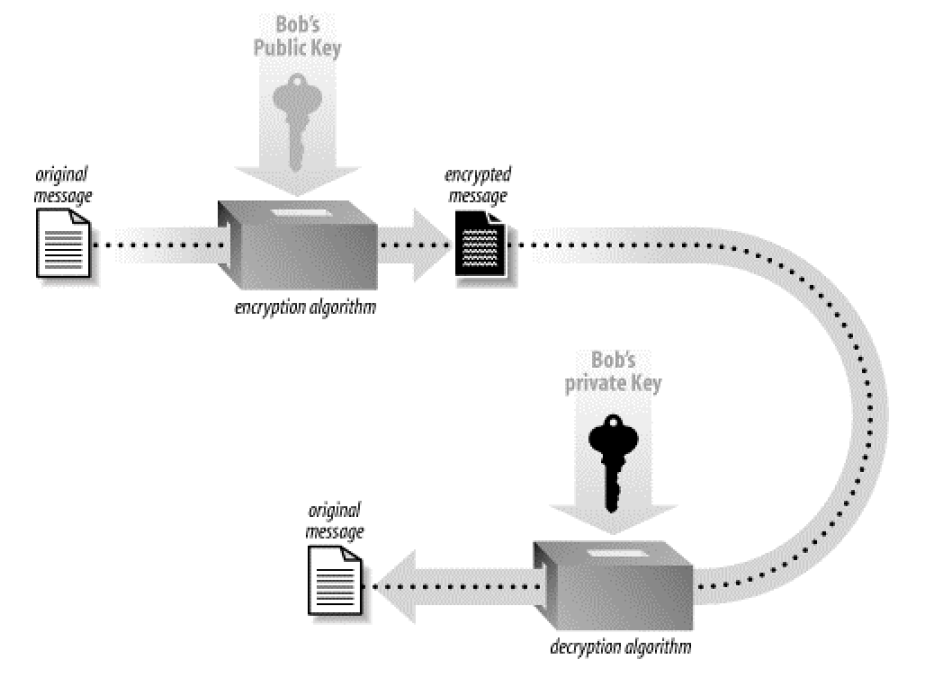 Bob's
Public Key
original
message
encrypted
message
encryption algorithm
Bob's
private Key
original
message
decryption algorithm